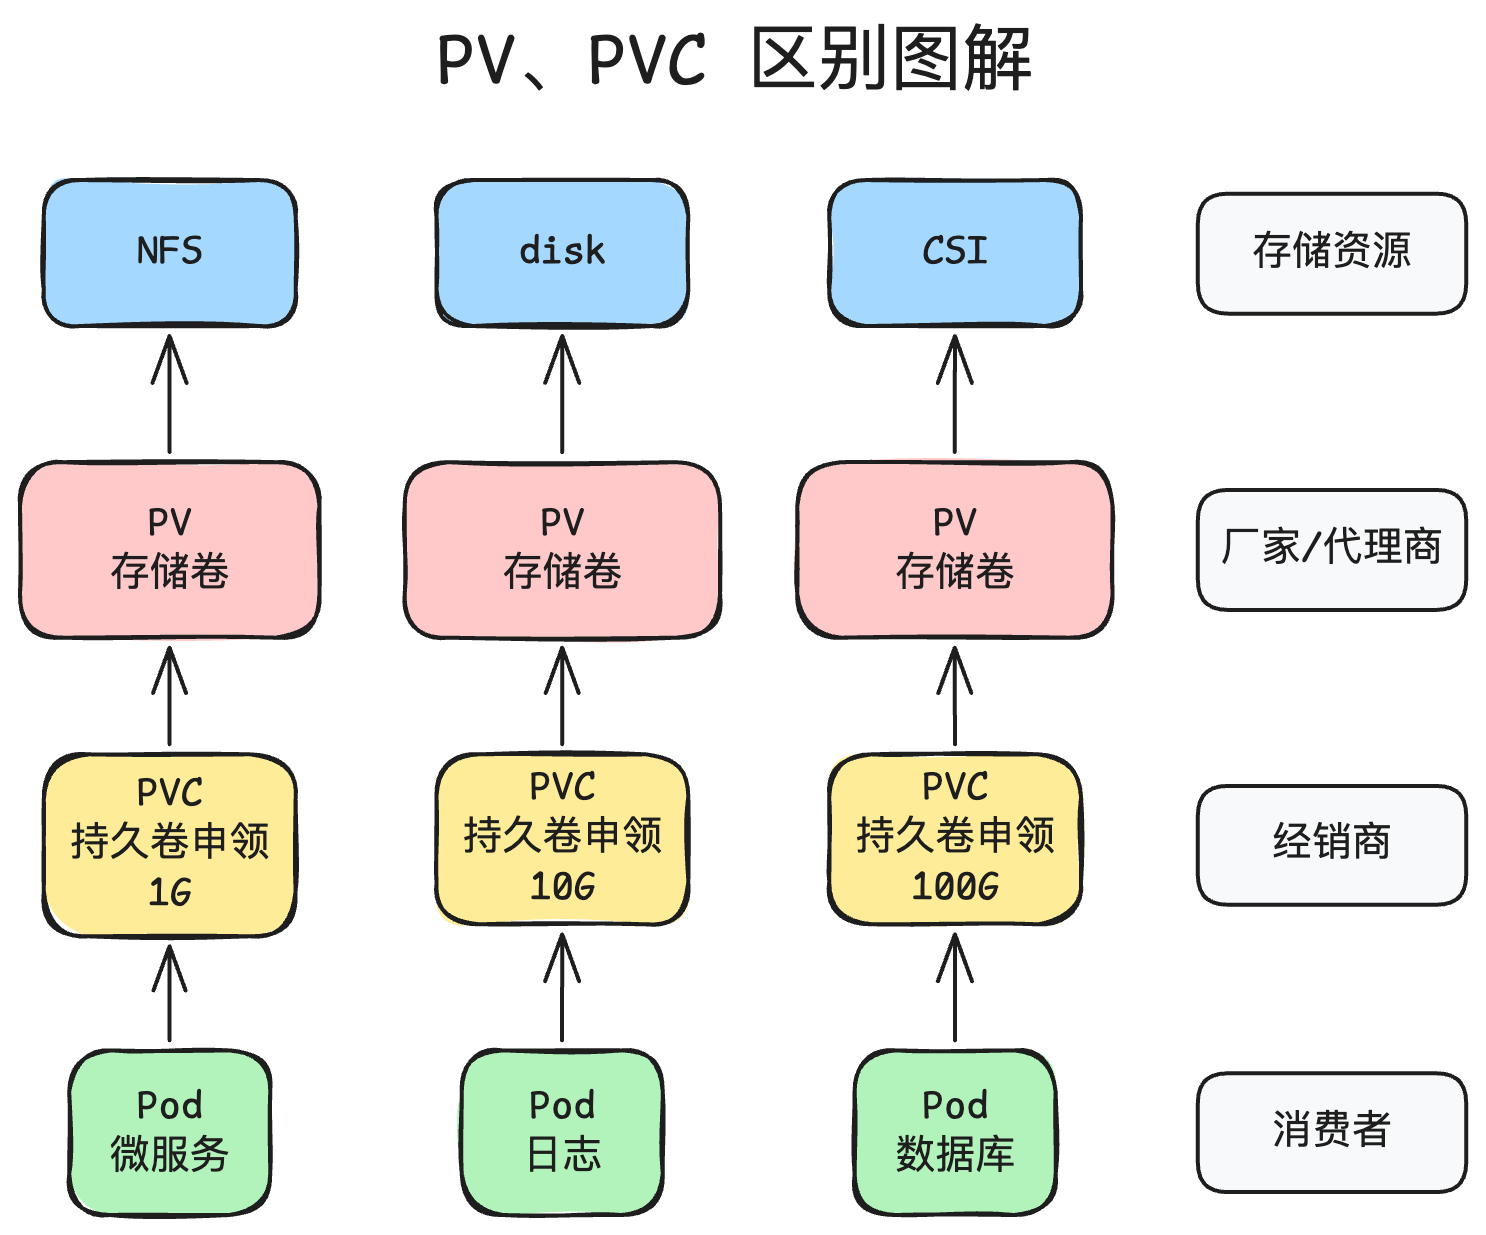 PV、PVC 区别图解
NFS
disk
CSI
存储资源
PV
存储卷
PV
存储卷
PV
存储卷
厂家/代理商
PVC
持久卷申领
1G
PVC
持久卷申领
10G
PVC
持久卷申领
100G
经销商
Pod
微服务
Pod
日志
Pod
数据库
消费者